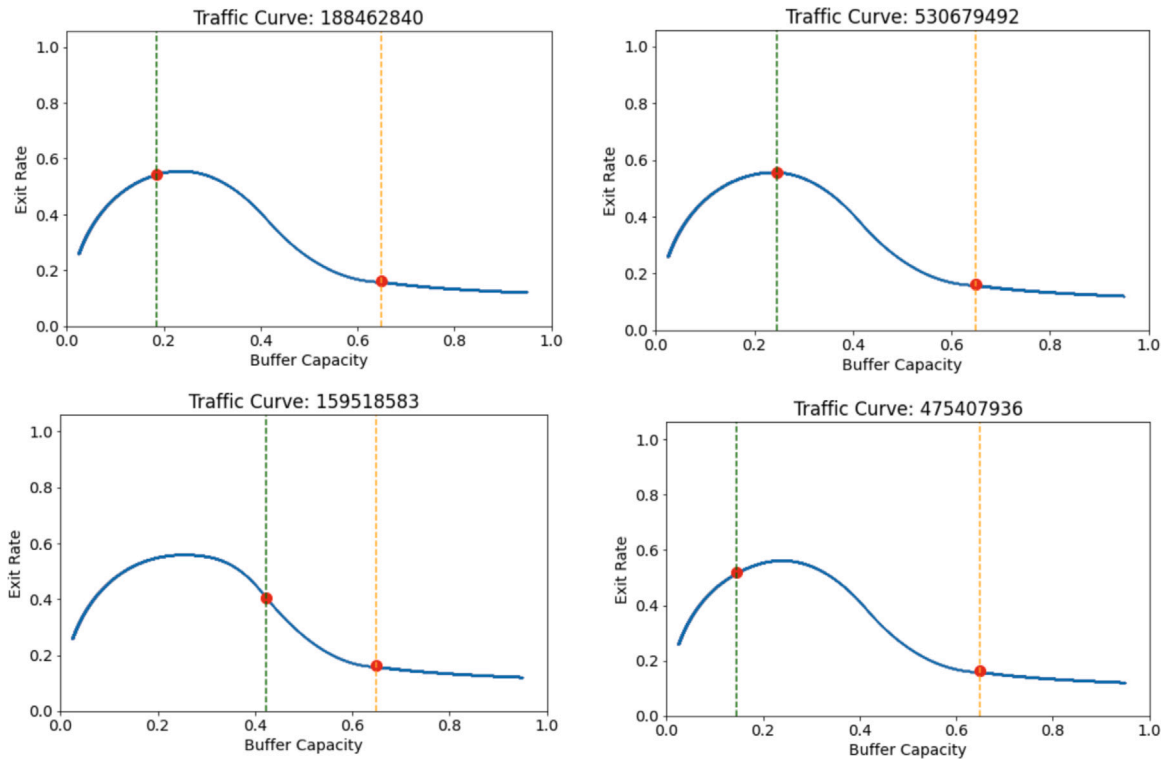 Traffic Curve: 188462840
1.0
0.8
0.6
0.4
0.2
0.0
Exit Rate
0.0 0.2 0.4 0.6 0.8 1.0
Buffer Capacity
Traffic Curve: 530679492
1.0
0.8
0.6
0.4
0.2
0.0
Exit Rate
0.0 0.2 0.4 0.6 0.8 1.0
Buffer Capacity
Traffic Curve: 159518583
1.0
0.8
0.6
0.4
0.2
0.0
Exit Rate
0.0 0.2 0.4 0.6 0.8 1.0
Buffer Capacity
Traffic Curve: 475407936
1.0
0.8
0.6
0.4
0.2
0.0
Exit Rate
0.0 0.2 0.4 0.6 0.8 1.0
Buffer Capacity